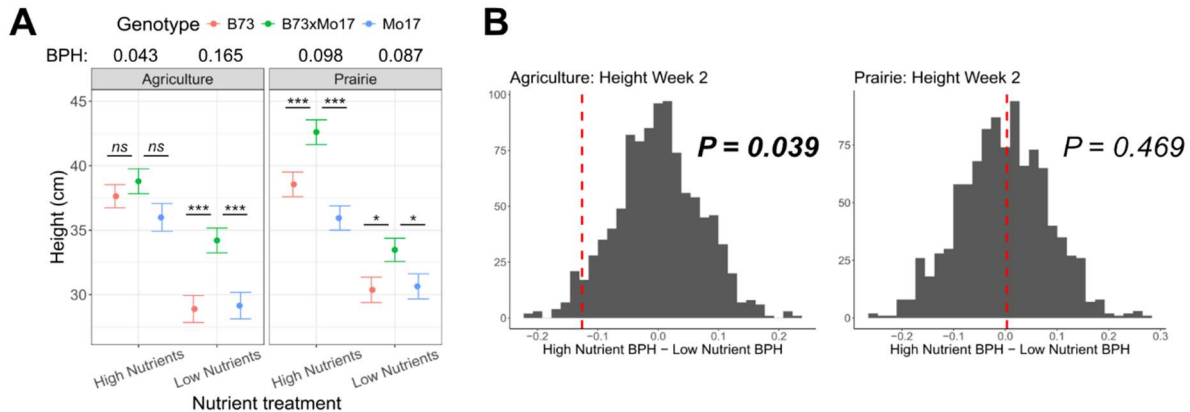 A
Genotype B73 B73xMo17 Mo17
BPH: 0.043 0.165 0.098 0.087
Agriculture Prairie
45
40
35
30
Height (cm)
ns ns
*** ***
*** ***
* *
High Nutrients Low Nutrients High Nutrients Low Nutrients
Nutrient treatment
B
Agriculture: Height Week 2
100
75
50
25
0
P = 0.039
−0.2 −0.1 0.0 0.1 0.2
High Nutrient BPH − Low Nutrient BPH
Prairie: Height Week 2
75
50
25
0
P = 0.469
−0.2 −0.1 0.0 0.1 0.2 0.3
High Nutrient BPH − Low Nutrient BPH